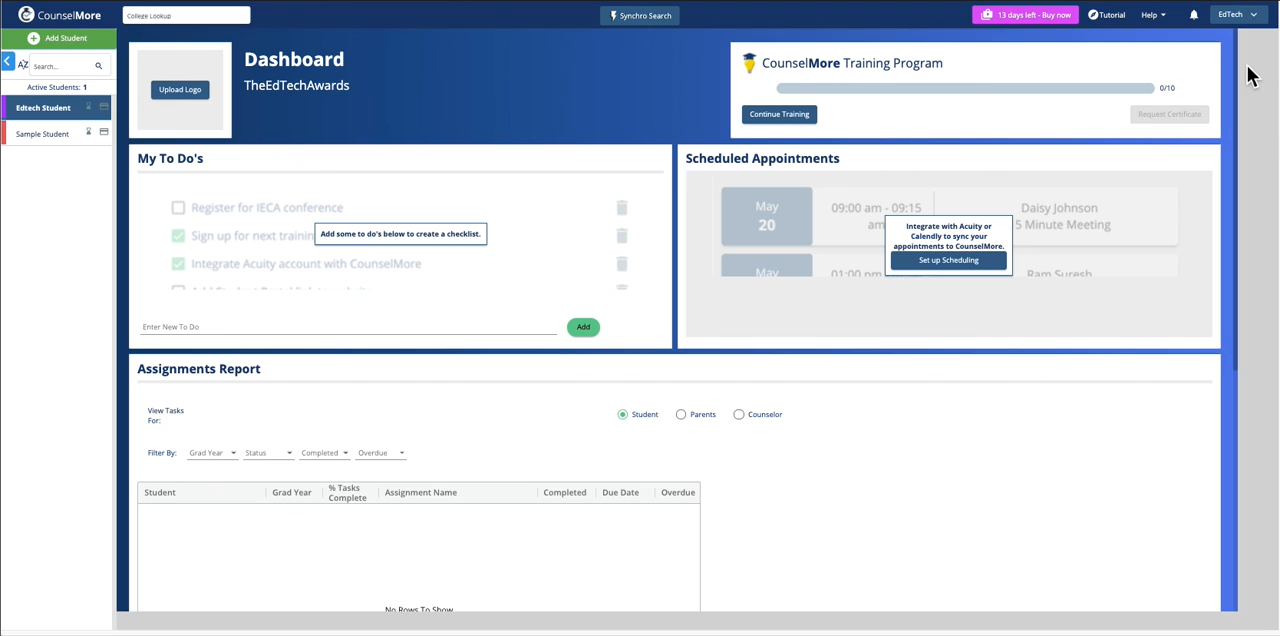 CounselMore
College Lookup
Synchro Search
13 days left - Buy now
Tutorial
Help
EdTech
Add Student
Search...
Active Students: 1
Edtech Student
Sample Student
Upload Logo
Dashboard
TheEdTechAwards
CounselMore Training Program
0/10
Continue Training
Request Certificate
My To Do's
Register for IECA conference
Sign up for next trainin
Add some to do's below to create a checklist.
Integrate Acuity account with CounselMore
Enter New To Do
Add
Scheduled Appointments
May
20
09:00 am - 09:15
am
Daisy Johnson
5 Minute Meeting
Integrate with Acuity or
Calendly to sync your
appointments to CounselMore.
Set up Scheduling
May
01:00 pm
Ram Suresh
Assignments Report
View Tasks
For:
Student
Parents
Counselor
Filter By:
Grad Year
Status
Completed
Overdue
Student
Grad Year
% Tasks
Complete
Assignment Name
Completed
Due Date
Overdue
No Rows To Show